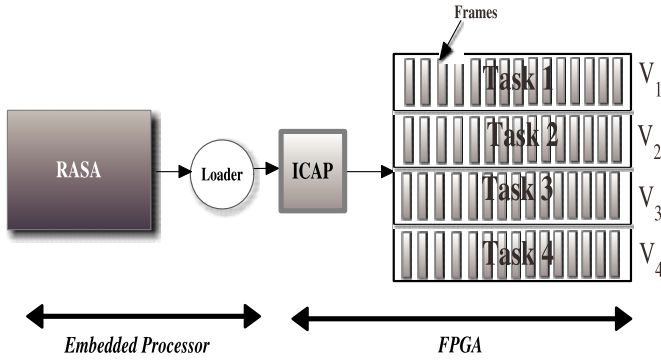 Frames
Task 1
V1
Task 2
V2
RASA
Loader
ICAP
Task 3
V3
Task 4
V4
Embedded Processor
FPGA